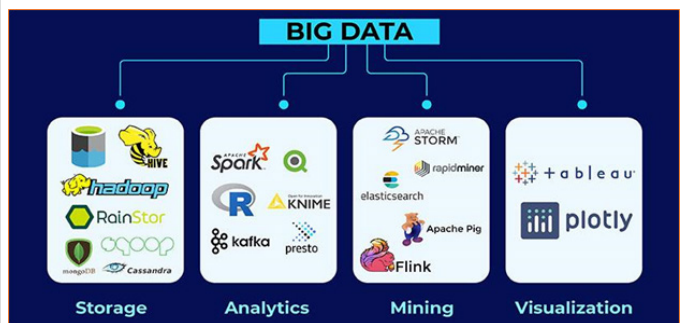 BIG DATA
HIVE
hadoop
RainStor
sqoop
mongoDB
Cassandra
Storage
APACHE
Spark
R
KNIME
kafka
presto
Analytics
APACHE
STORM
rapidminer
elasticsearch
Apache Pig
Flink
Mining
+ableau
plotly
Visualization